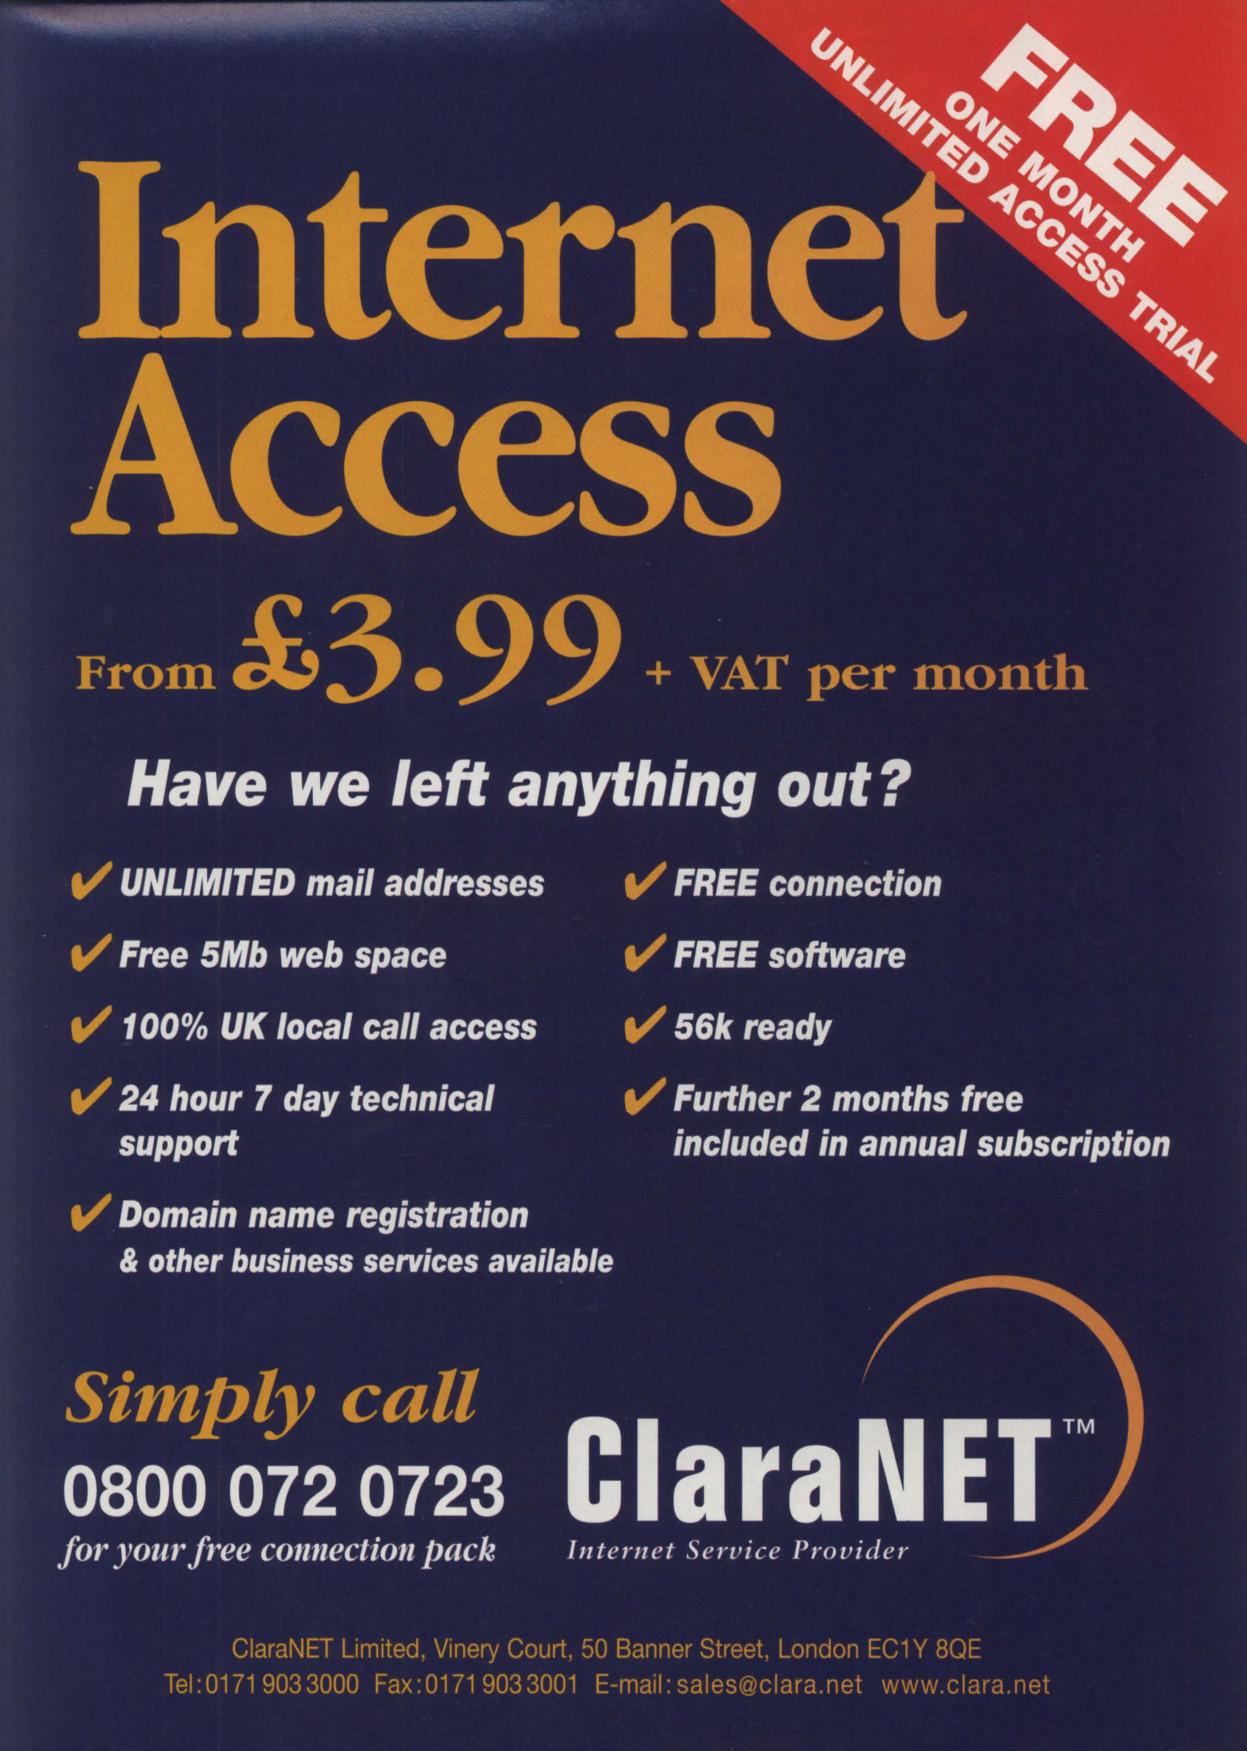 FREE
ONE MONTH
UNLIMITED ACCESS TRIAL
Internet
Access
From £3.99 + VAT per month
Have we left anything out?
✔ UNLIMITED mail addresses
✔ Free 5Mb web space
✔ 100% UK local call access
✔ 24 hour 7 day technical
support
✔ Domain name registration
& other business services available
✔ FREE connection
✔ FREE software
✔ 56k ready
✔ Further 2 months free
included in annual subscription
Simply call
0800 072 0723
for your free connection pack
ClaraNET™
Internet Service Provider
ClaraNET Limited, Vinery Court, 50 Banner Street, London EC1Y 8QE
Tel:0171 903 3000 Fax:0171 903 3001 E-mail: sales@clara.net www.clara.net